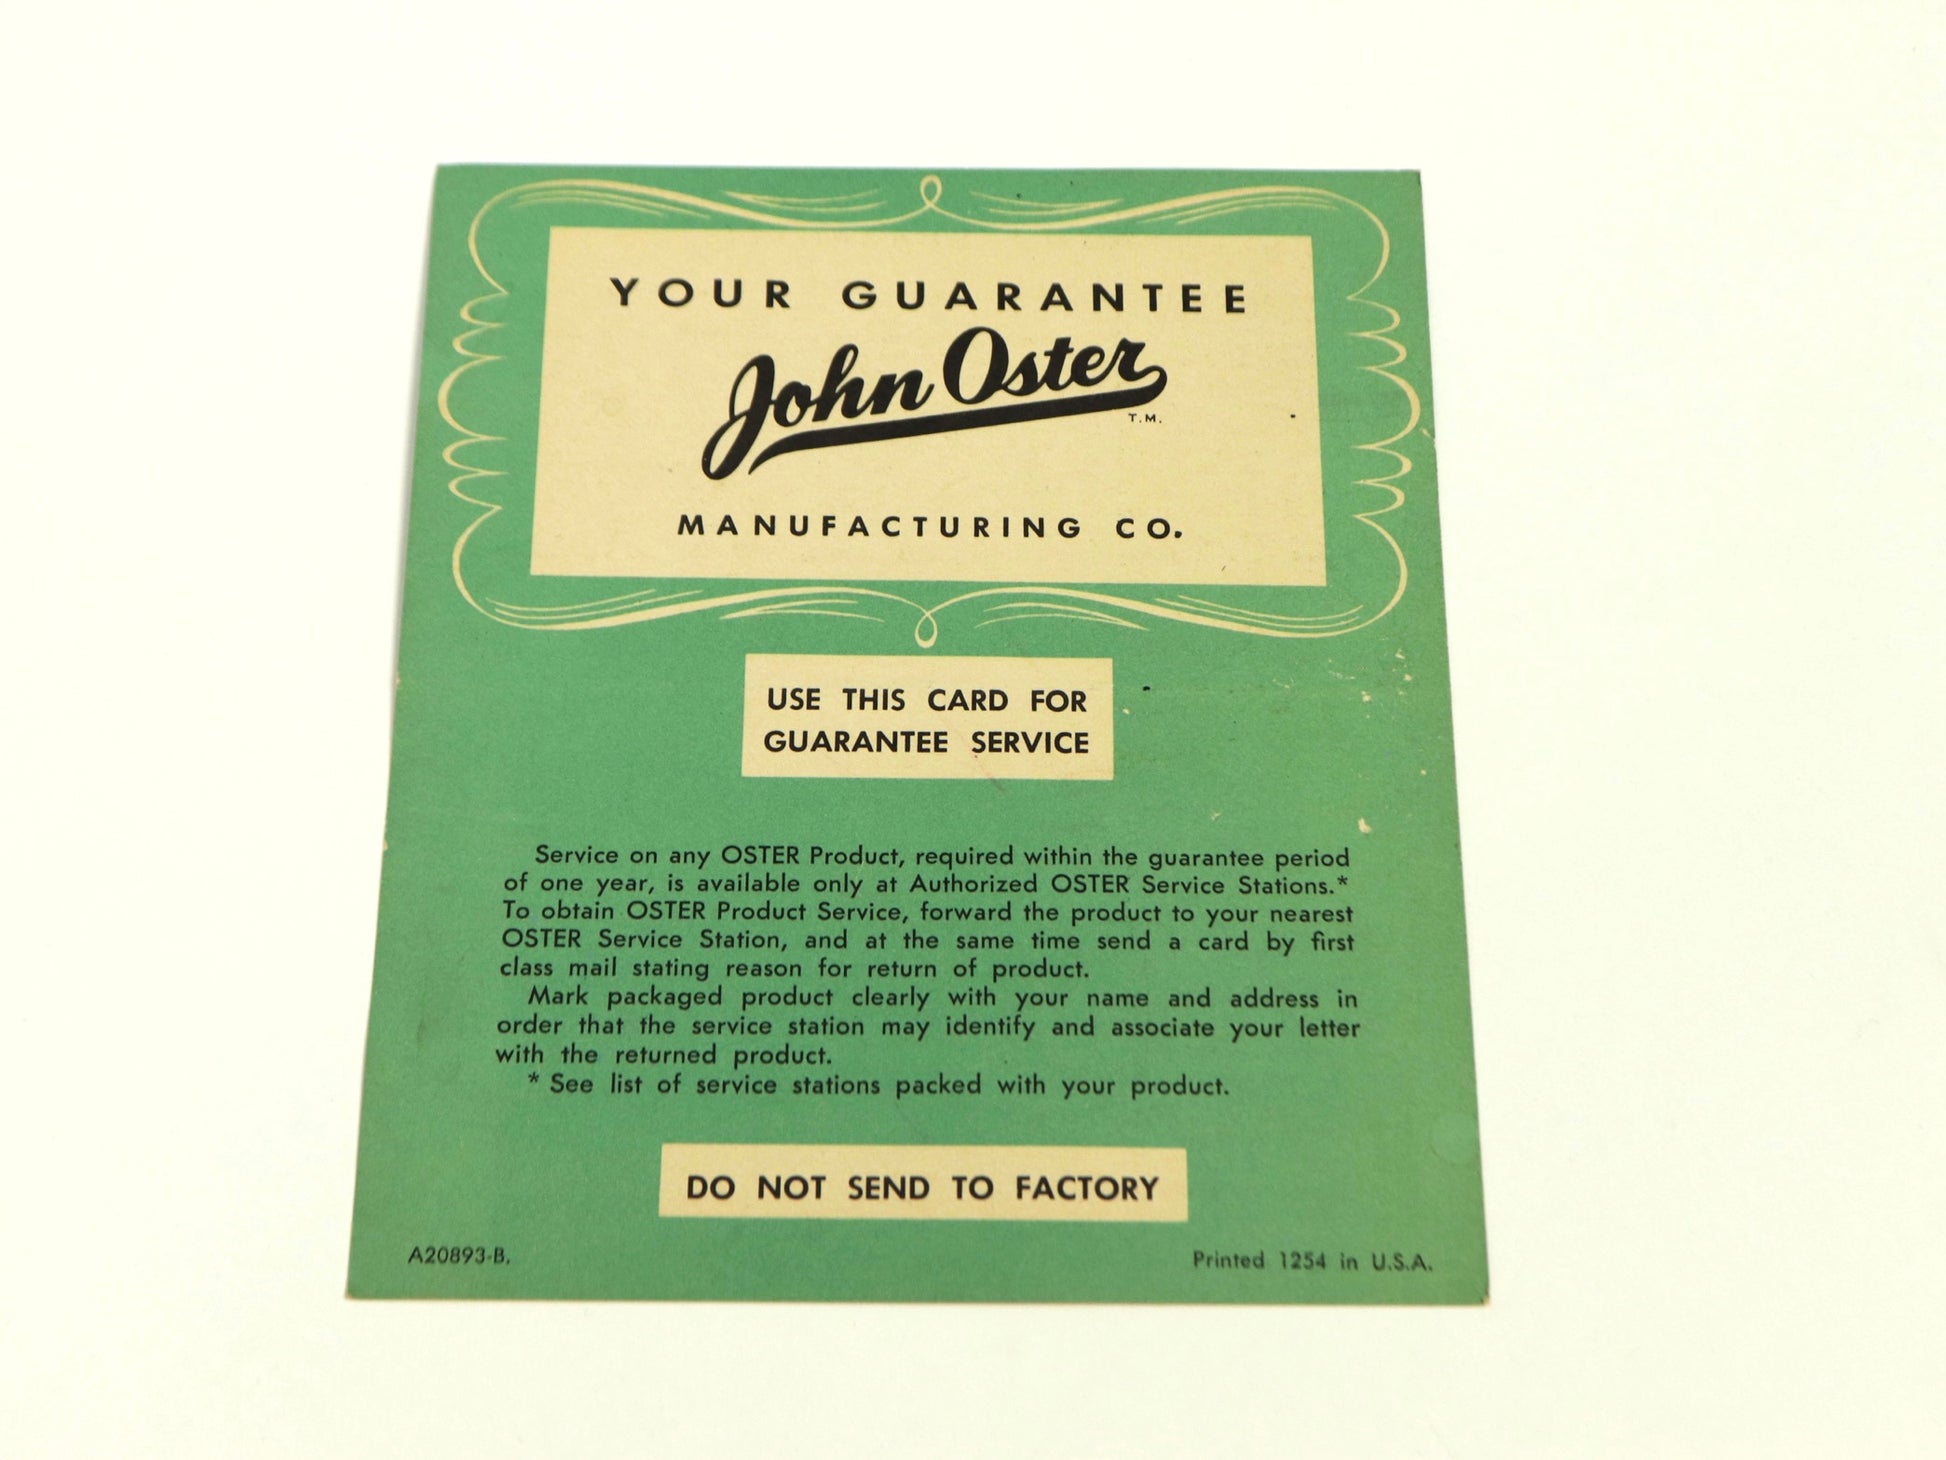 YOUR GUARANTEE
John Oster
T.M.
MANUFACTURING CO.
USE THIS CARD FOR
GUARANTEE SERVICE
Service on any OSTER Product, required within the guarantee period
of one year, is available only at Authorized OSTER Service Stations.*
To obtain OSTER Product Service, forward the product to your nearest
OSTER Service Station, and at the same time send a card by first
class mail stating reason for return of product.
Mark packaged product clearly with your name and address in
order that the service station may identify and associate your letter
with the returned product.
* See list of service stations packed with your product.
DO NOT SEND TO FACTORY
A20893-B.
Printed 1254 in U.S.A.